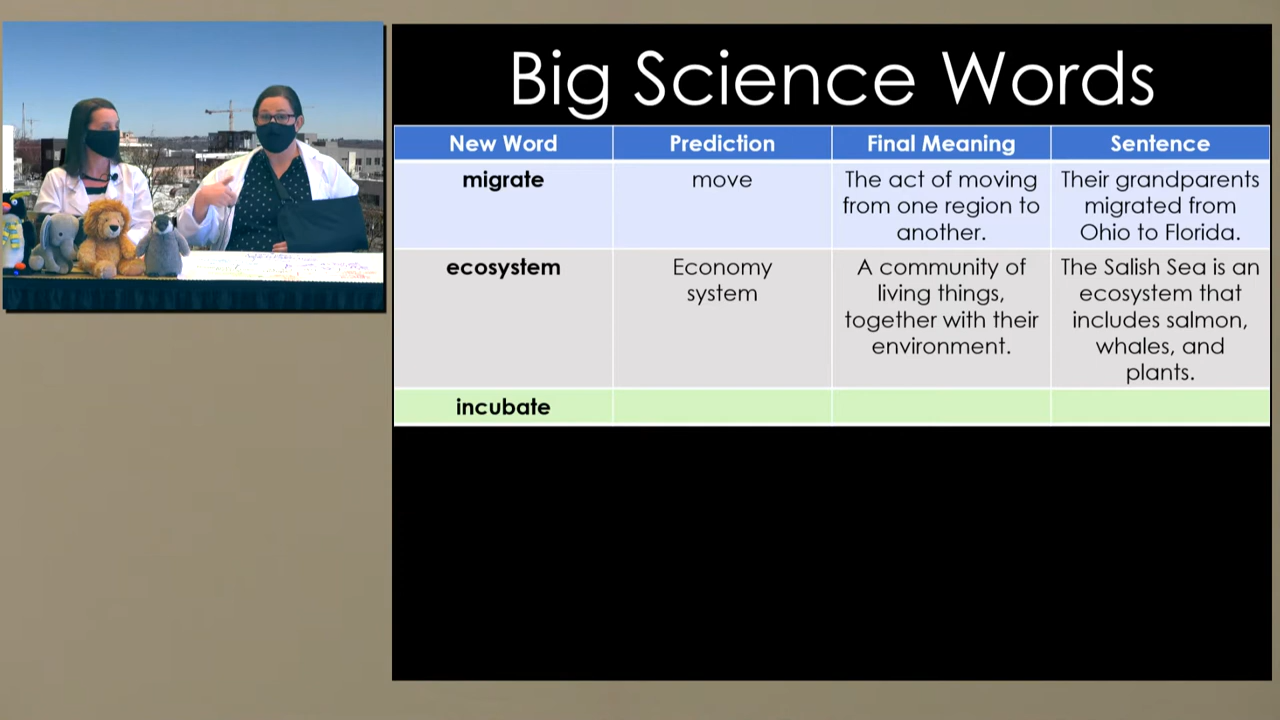 Big Science Words
New Word Prediction Final Meaning Sentence
migrate
move
The act of moving
from one region to
another.
Their grandparents
migrated from
Ohio to Florida.
ecosystem
Economy
system
A community of
living things,
together with their
environment.
The Salish Sea is an
ecosystem that
includes salmon,
whales, and
plants.
incubate